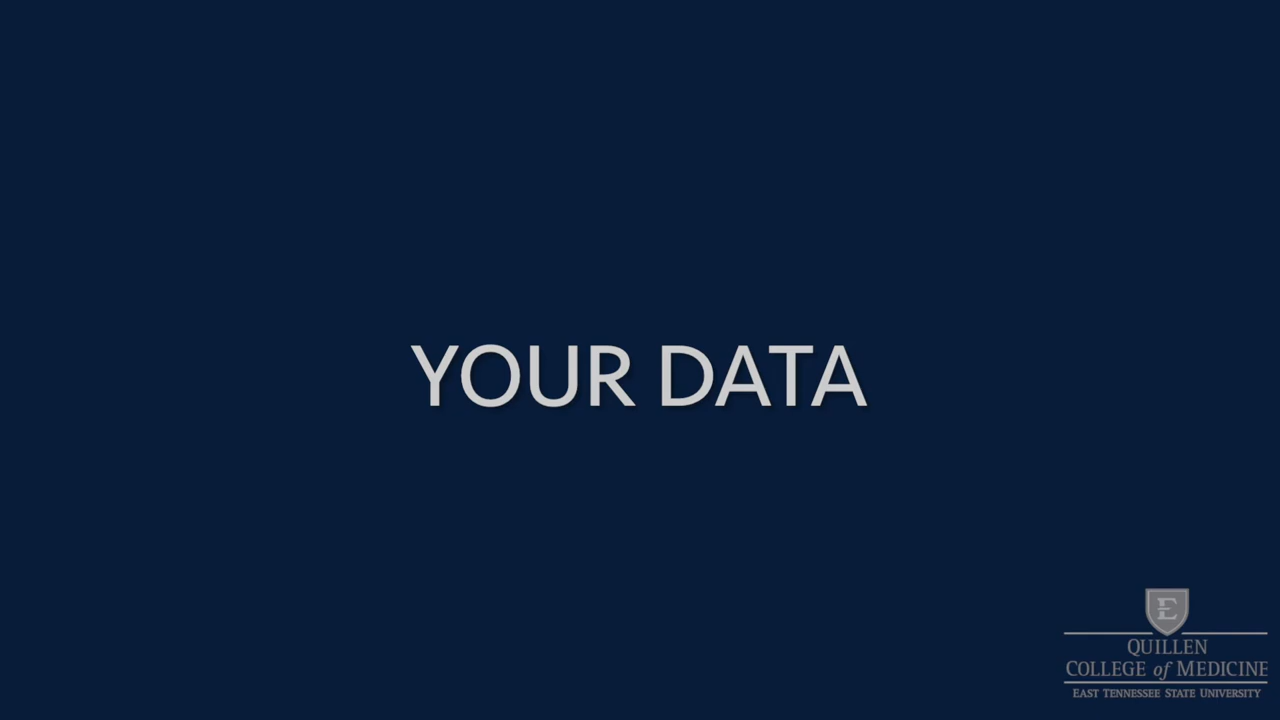 YOUR DATA
E
QUILLEN
COLLEGE of MEDICINE
EAST TENNESSEE STATE UNIVERSITY